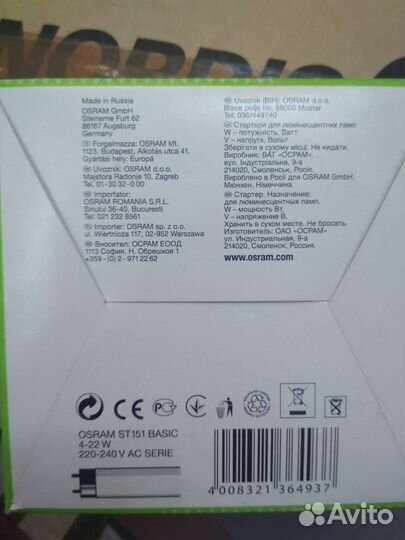 NORDIC
Made in Russia
OSRAM GmbH
Steinerne Furt 62
86167 Augsburg
Germany
Forgalmazza: OSRAM kft.
1123. Budapest, Alkotás utca 41.
Gyártási hely: Európa
Uvoznik: OSRAM d.o.o.
Majstora Radonje 10, Zagreb
Tel. 01-30 32-0 00
Importator:
OSRAM ROMANIA S.R.L.
Sirului 36-40, Bucuresti
Tel: 021 232 8561
Importer: OSRAM sp. z o.o.
ul. Wiertnicza 117, 02-952 Warszawa
Вносител: ОСРАМ ЕООД
1113 София, Н. Обрешков 1
+359 - (0) 2- 971 22 62
Uvoznik (BiH): OSRAM d.o.o.
Bisce polje bb, 88000 Mostar
Tel: 036/449740
Стартери для люмінесцентних ламп
W – потужність, Ватт
V – напруга, Вольт
Зберігати в сухому місці. Не кидати.
Виробник: ВАТ «ОСРАМ»,
вул. Індустріальна, 9-а
214020, Смоленськ, Росія.
Вироблено в Росії для OSRAM GmbH,
Мюнхен, Німеччина
Стартер. Назначение:
для люминесцентных ламп.
W – мощность Вт,
V – напряжение В.
Хранить в сухом месте. Не бросать.
Изготовитель: ОАО «ОСРАМ»
ул. Индустриальная, 9-а
214020, Смоленск, Россия.
www.osram.com
CE
OSRAM ST151 BASIC
4-22 W
220-240 V AC SERIE
4 008321 364937
Avito